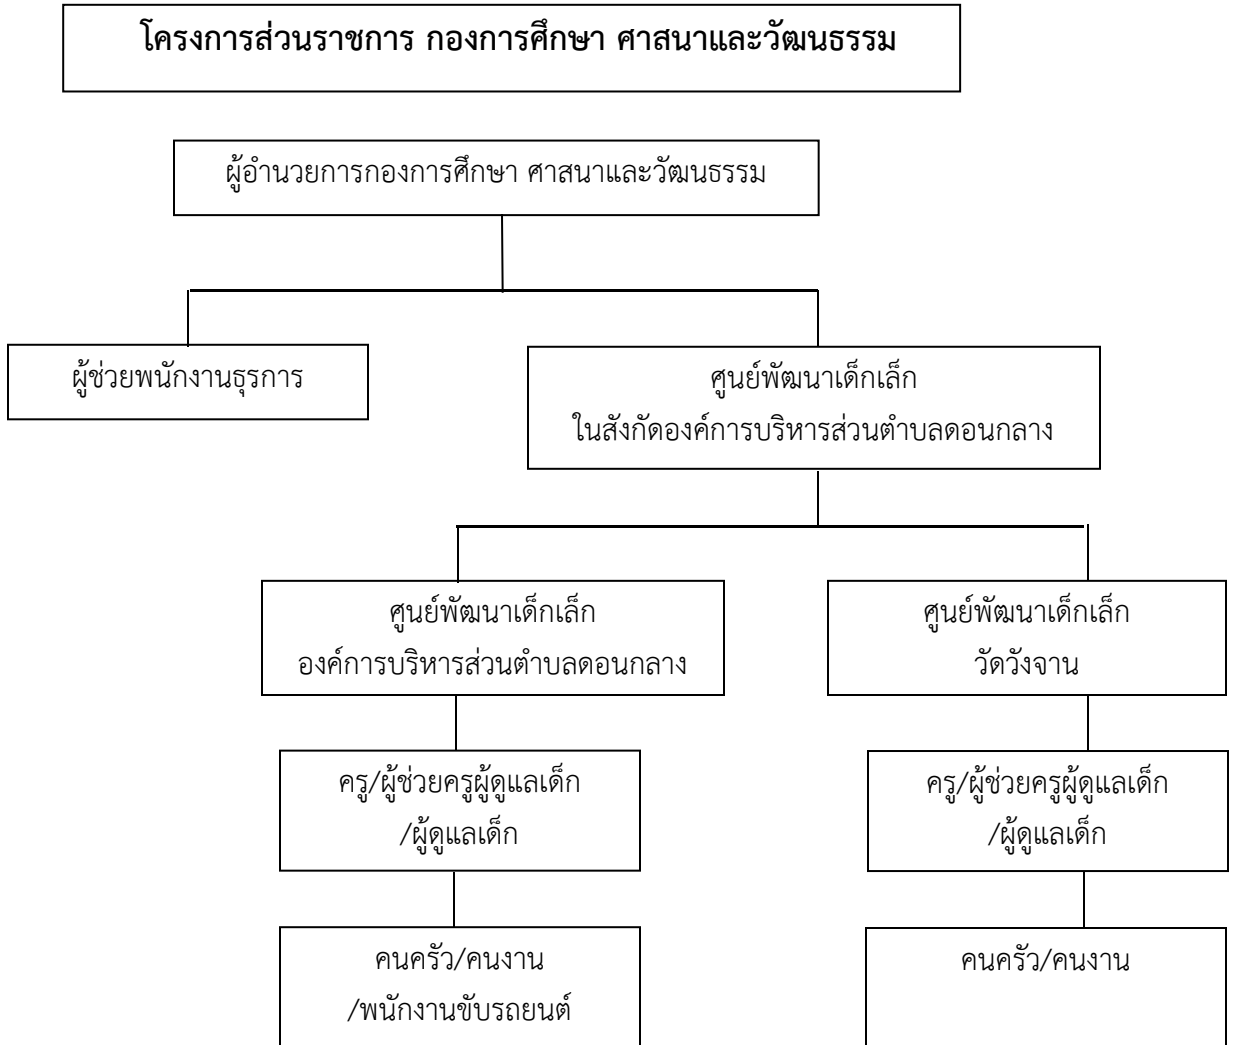 โครงการส่วนราชการ กองการศึกษา ศาสนาและวัฒนธรรม
ผู้อำนวยการกองการศึกษา ศาสนาและวัฒนธรรม
ผู้ช่วยพนักงานธุรการ
ศูนย์พัฒนาเด็กเล็ก
ในสังกัดองค์การบริหารส่วนตำบลดอนกลาง
ศูนย์พัฒนาเด็กเล็ก
องค์การบริหารส่วนตำบลดอนกลาง
ศูนย์พัฒนาเด็กเล็ก
วัดวังจาน
ครู/ผู้ช่วยครูผู้ดูแลเด็ก
/ผู้ดูแลเด็ก
ครู/ผู้ช่วยครูผู้ดูแลเด็ก
/ผู้ดูแลเด็ก
คนครัว/คนงาน
/พนักงานขับรถยนต์
คนครัว/คนงาน